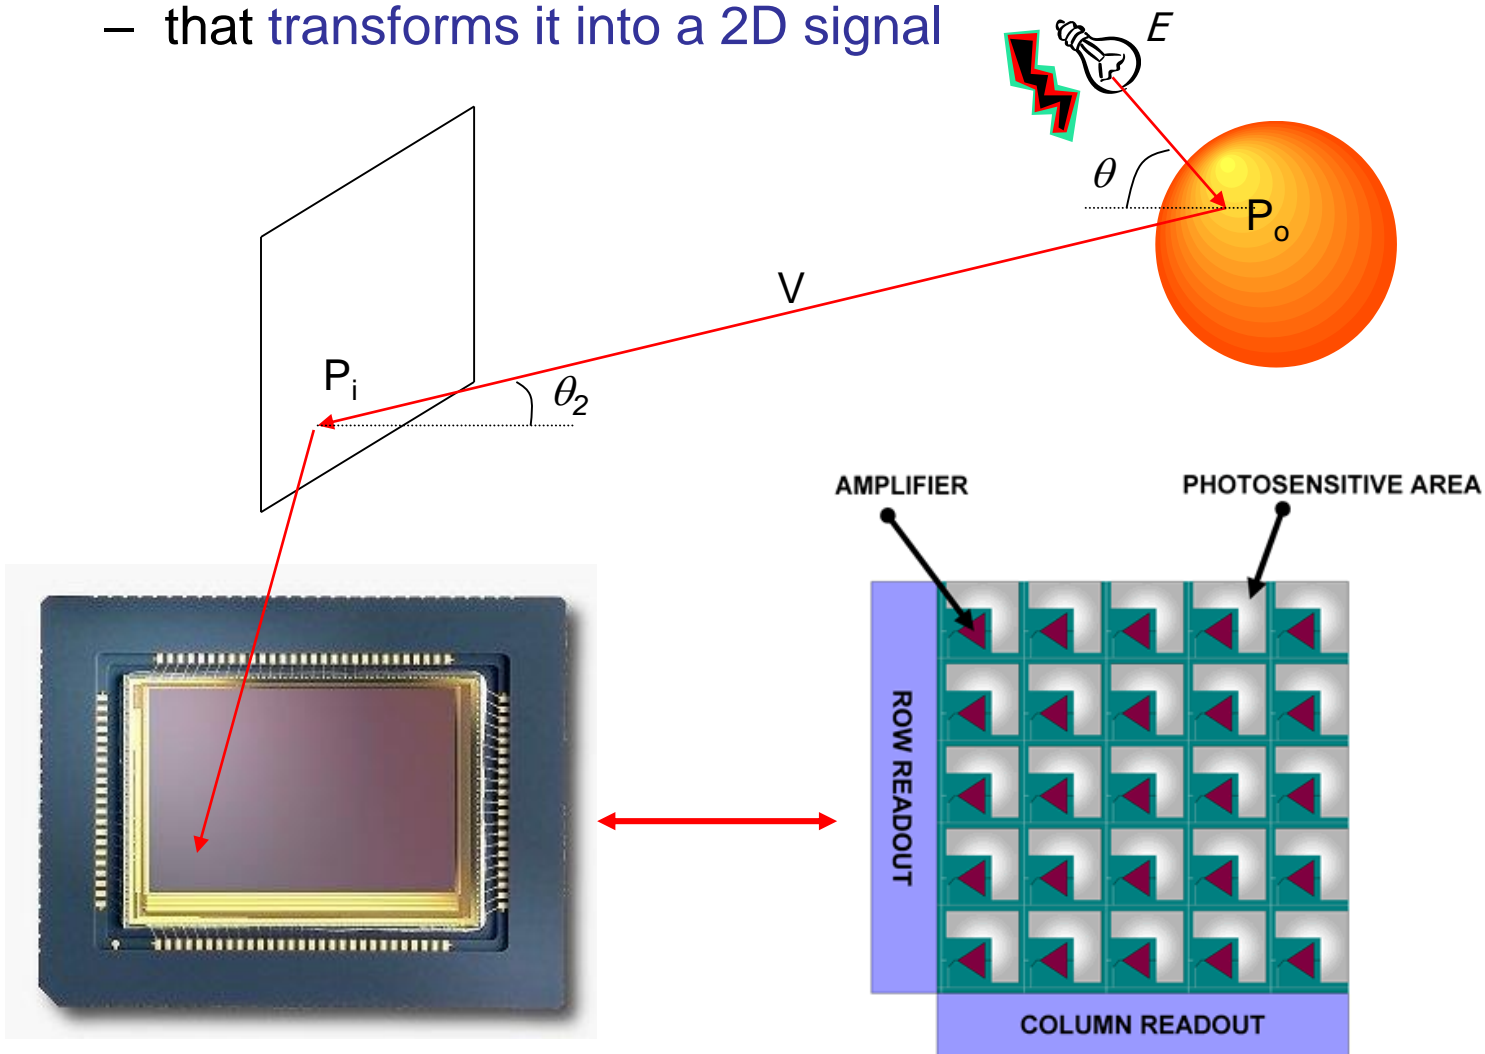 – that transforms it into a 2D signal
E
θ
Po
V
Pi
θ2
AMPLIFIER
PHOTOSENSITIVE AREA
ROW READOUT
COLUMN READOUT